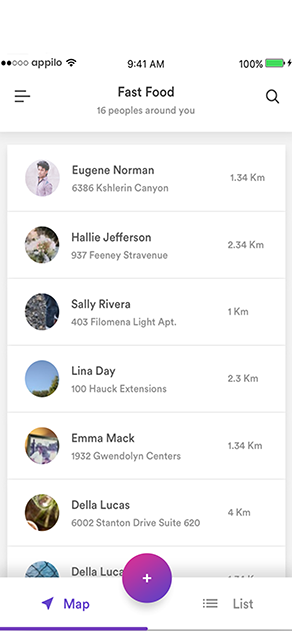 appilo 9:41 AM 100%
Fast Food
16 peoples around you
Eugene Norman
6386 Kshlerin Canyon
1.34 Km
Hallie Jefferson
937 Feeney Stravenue
2.34 Km
Sally Rivera
403 Filomena Light Apt.
1 Km
Lina Day
100 Hauck Extensions
2.3 Km
Emma Mack
1932 Gwendolyn Centers
1.34 Km
Della Lucas
6002 Stanton Drive Suite 620
4 Km
Della Lucas
+
Map
List